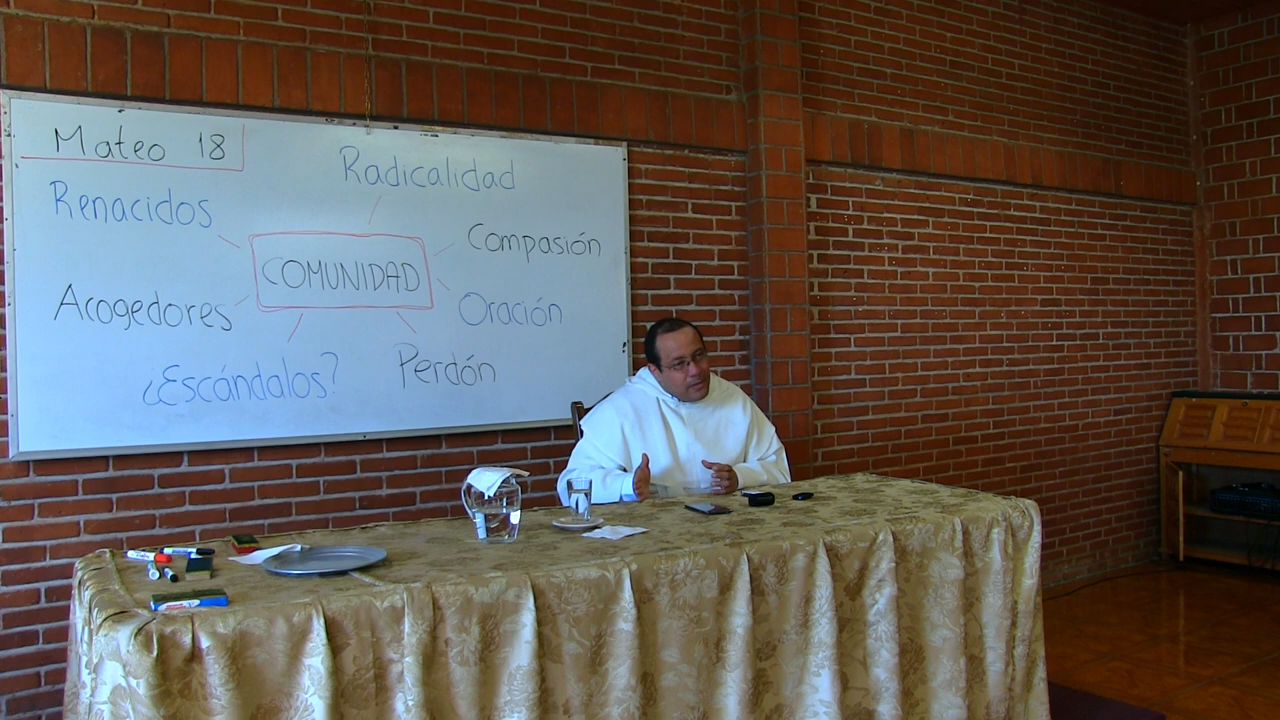 Mateo 18
Radicalidad
Renacidos
Compasión
COMUNIDAD
Acogedores
Oración
¿Escándalos?
Perdón